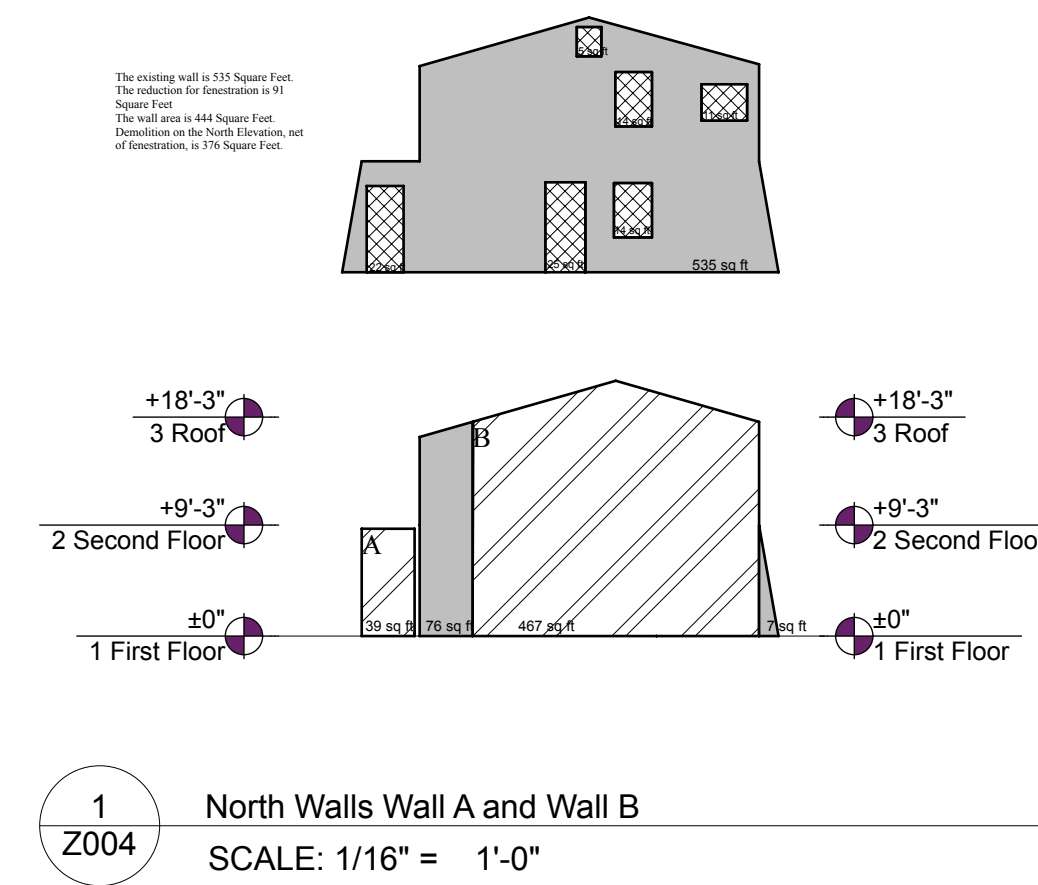 The existing wall is 535 Square Feet.
The reduction for fenestration is 91
Square Feet
The wall area is 444 Square Feet.
Demolition on the North Elevation, net
of fenestration, is 376 Square Feet.
5 sq ft
14 sq ft
11 sq ft
22 sq ft
25 sq ft
14 sq ft
535 sq ft
+18'-3"
3 Roof
+18'-3"
3 Roof
B
+9'-3"
2 Second Floor
+9'-3"
2 Second Floo
A
39 sq ft
76 sq ft
467 sq ft
7 sq ft
±0"
1 First Floor
±0"
1 First Floor
1
Z004
North Walls Wall A and Wall B
SCALE: 1/16" = 1'-0"